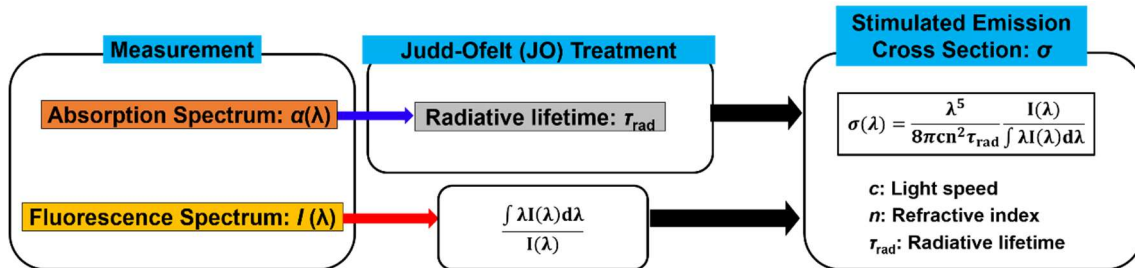 Measurement
Absorption Spectrum: α(λ)
Fluorescence Spectrum: I (λ)
Judd-Ofelt (JO) Treatment
Radiative lifetime: τrad
∫ λI(λ)dλ
I(λ)
Stimulated Emission
Cross Section: σ
σ(λ) = λ⁵ / 8πcn²τrad I(λ) / ∫ λI(λ)dλ
c: Light speed
n: Refractive index
τrad: Radiative lifetime